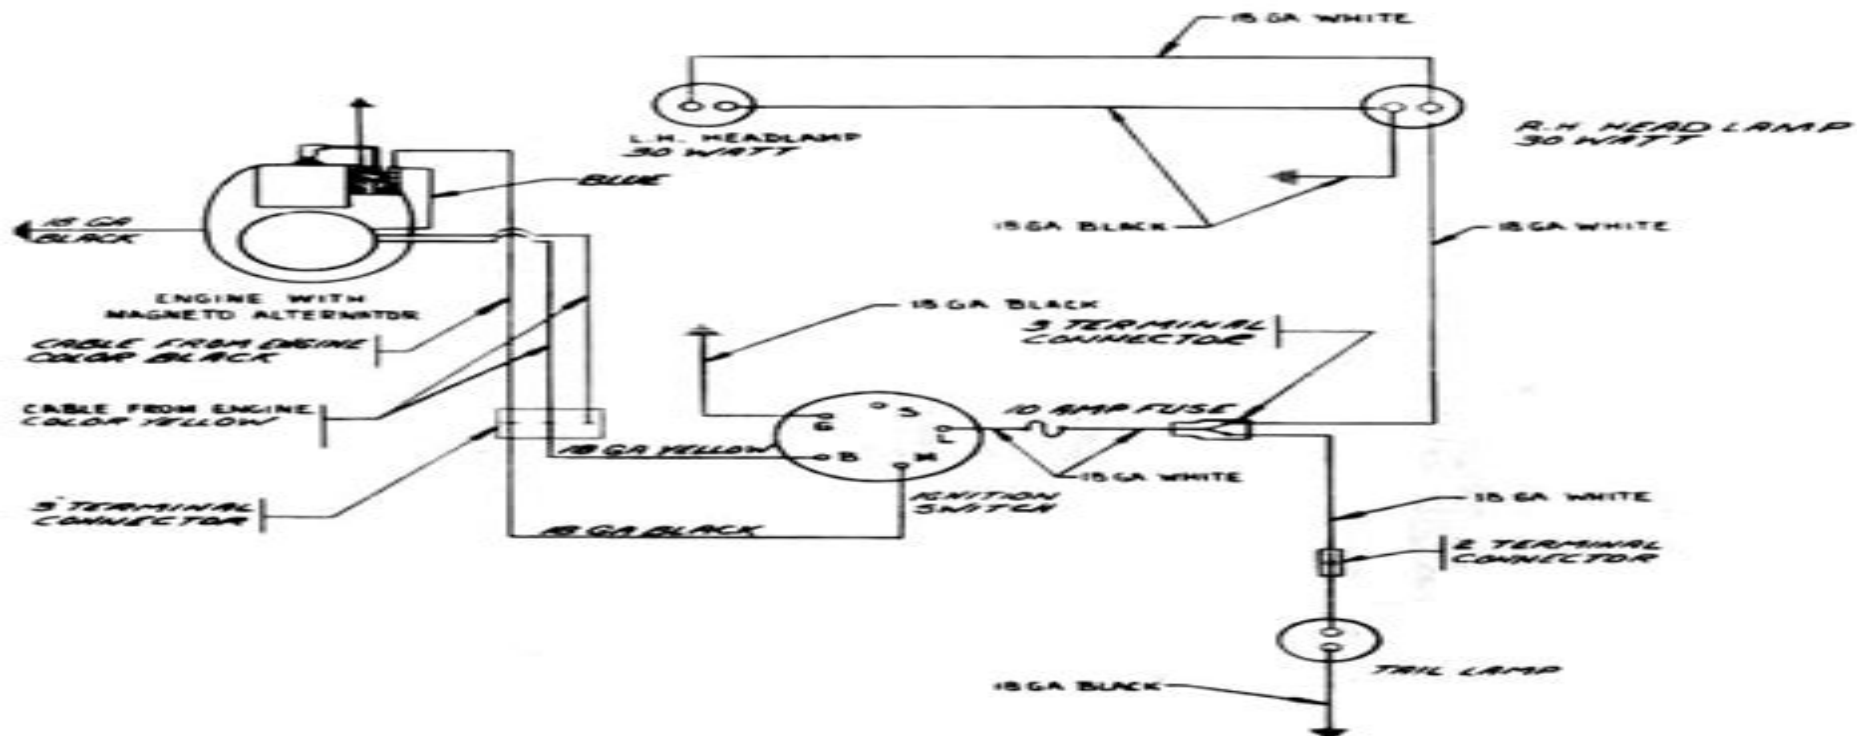 18 GA WHITE
L.H. HEADLAMP
30 WATT
R.H HEAD LAMP
30 WATT
BLUE
18 GA
BLACK
18 GA BLACK
18 GA WHITE
ENGINE WITH
MAGNETO ALTERNATOR
CABLE FROM ENGINE
COLOR BLACK
18 GA BLACK
3 TERMINAL
CONNECTOR
CABLE FROM ENGINE
COLOR YELLOW
10 AMP FUSE
G
S
L
B
M
18 GA YELLOW
18 GA WHITE
IGNITION
SWITCH
3 TERMINAL
CONNECTOR
18 GA BLACK
18 GA WHITE
2 TERMINAL
CONNECTOR
TAIL LAMP
18 GA BLACK